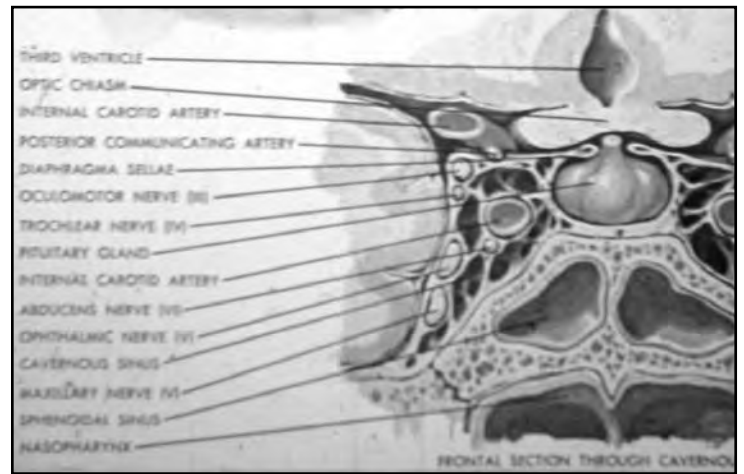 THIRD VENTRICLE
OPTIC CHIASM
INTERNAL CAROTID ARTERY
POSTERIOR COMMUNICATING ARTERY
DIAPHRAGMA SELLAE
OCULOMOTOR NERVE (III)
TROCHLEAR NERVE (IV)
PITUITARY GLAND
INTERNAL CAROTID ARTERY
ABDUCENS NERVE (VI)
OPHTHALMIC NERVE (V)
CAVERNOUS SINUS
MAXILLARY NERVE (V)
SPHENOIDAL SINUS
NASOPHARYNX
FRONTAL SECTION THROUGH CAVERNOU